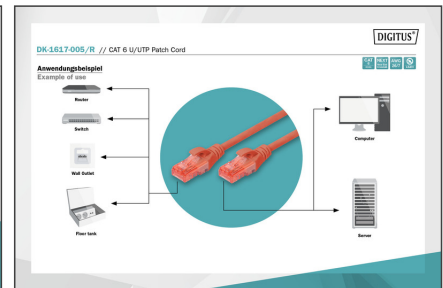 DIGITUS®
DK-1617-005/R // CAT 6 U/UTP Patch Cord
Anwendungsbeispiel
Example of use
Router
Switch
Wall Outlet
Floor tank
Computer
Server